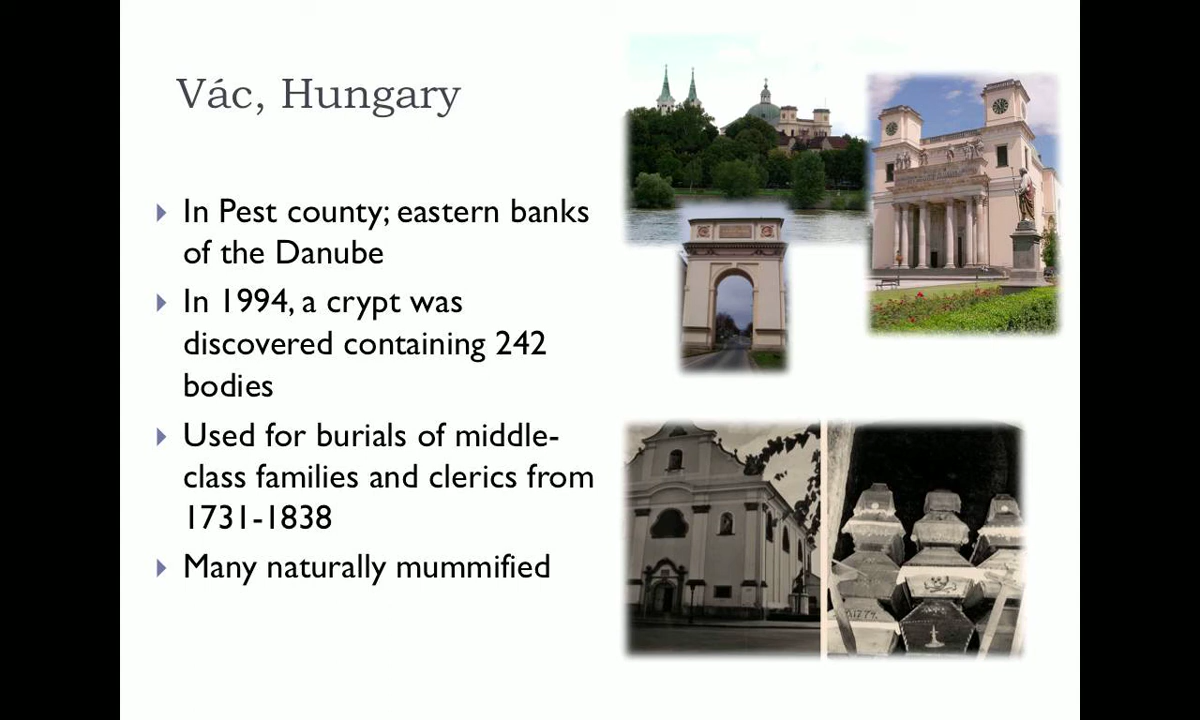 Vác, Hungary
In Pest county; eastern banks
of the Danube
In 1994, a crypt was
discovered containing 242
bodies
Used for burials of middle-
class families and clerics from
1731-1838
Many naturally mummified